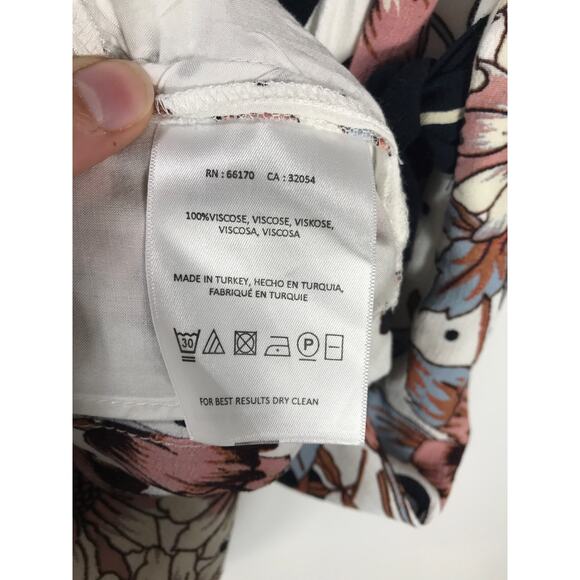 RN : 66170 CA : 32054
100%VISCOSE, VISCOSE, VISKOSE,
VISCOSA, VISCOSA
MADE IN TURKEY, HECHO EN TURQUIA,
FABRIQUÉ EN TURQUIE
30 P
FOR BEST RESULTS DRY CLEAN